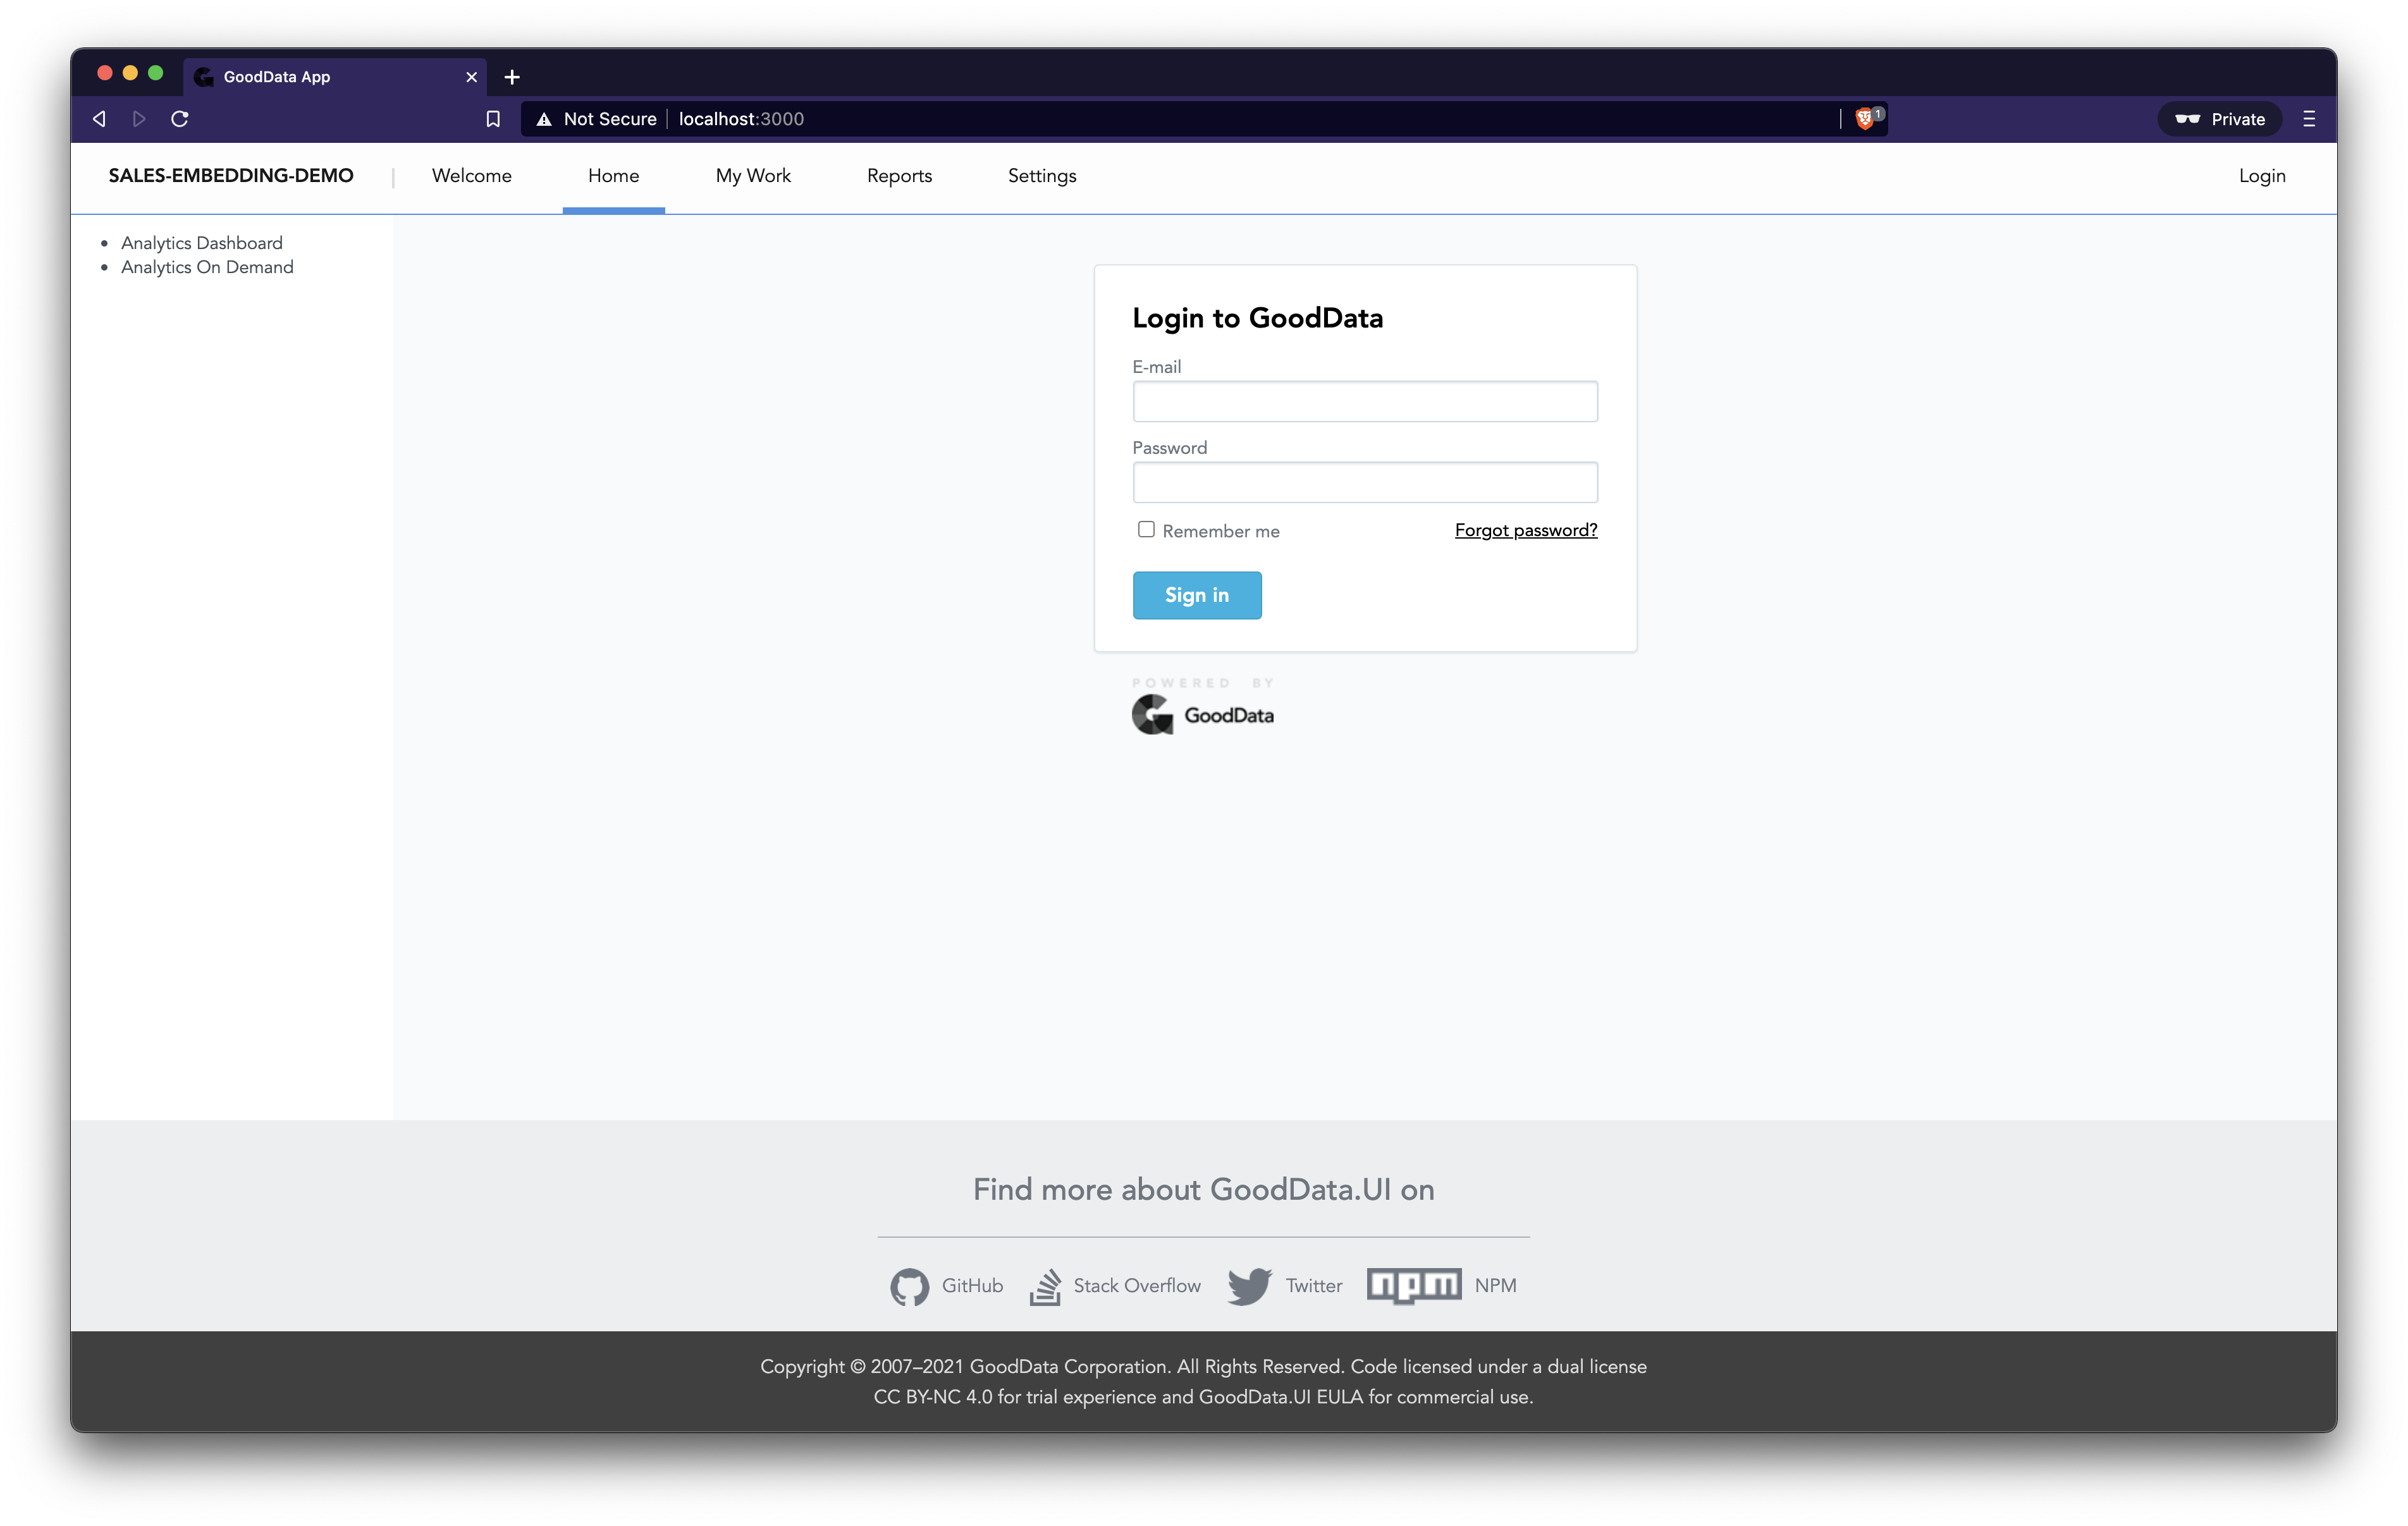 GoodData App
Not Secure localhost:3000
1
Private
SALES-EMBEDDING-DEMO Welcome Home My Work Reports Settings Login
Analytics Dashboard
Analytics On Demand
Login to GoodData
E-mail
Password
Remember me Forgot password?
Sign in
POWERED BY
GoodData
Find more about GoodData.UI on
GitHub Stack Overflow Twitter npm NPM
Copyright © 2007–2021 GoodData Corporation. All Rights Reserved. Code licensed under a dual license
CC BY-NC 4.0 for trial experience and GoodData.UI EULA for commercial use.